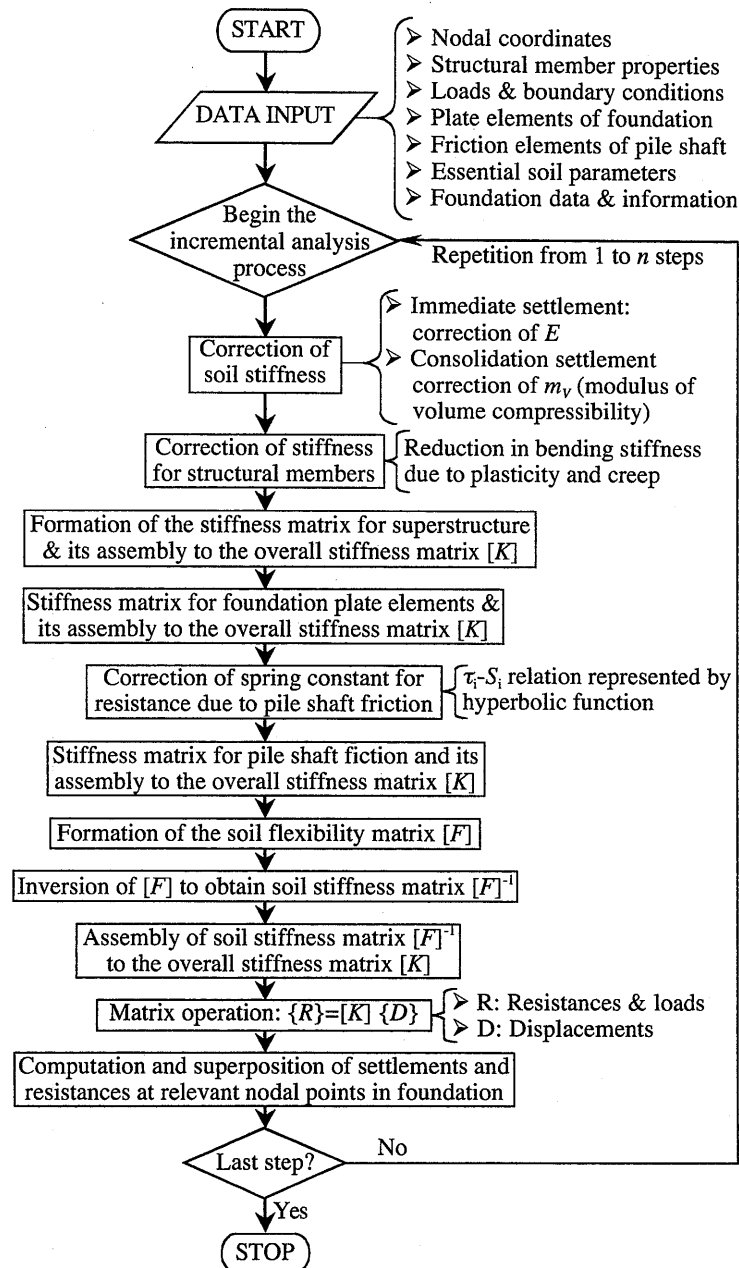 START
➢ Nodal coordinates
➢ Structural member properties
➢ Loads & boundary conditions
➢ Plate elements of foundation
➢ Friction elements of pile shaft
➢ Essential soil parameters
➢ Foundation data & information
DATA INPUT
Begin the
incremental analysis
process
Repetition from 1 to n steps
Correction of
soil stiffness
➢ Immediate settlement:
correction of E
➢ Consolidation settlement
correction of mᵥ (modulus of
volume compressibility)
Correction of stiffness
for structural members
Reduction in bending stiffness
due to plasticity and creep
Formation of the stiffness matrix for superstructure
& its assembly to the overall stiffness matrix [K]
Stiffness matrix for foundation plate elements &
its assembly to the overall stiffness matrix [K]
Correction of spring constant for
resistance due to pile shaft friction
τᵢ-Sᵢ relation represented by
hyperbolic function
Stiffness matrix for pile shaft fiction and its
assembly to the overall stiffness matrix [K]
Formation of the soil flexibility matrix [F]
Inversion of [F] to obtain soil stiffness matrix [F]⁻¹
Assembly of soil stiffness matrix [F]⁻¹
to the overall stiffness matrix [K]
Matrix operation: {R}=[K] {D}
➢ R: Resistances & loads
➢ D: Displacements
Computation and superposition of settlements and
resistances at relevant nodal points in foundation
Last step?
No
Yes
STOP